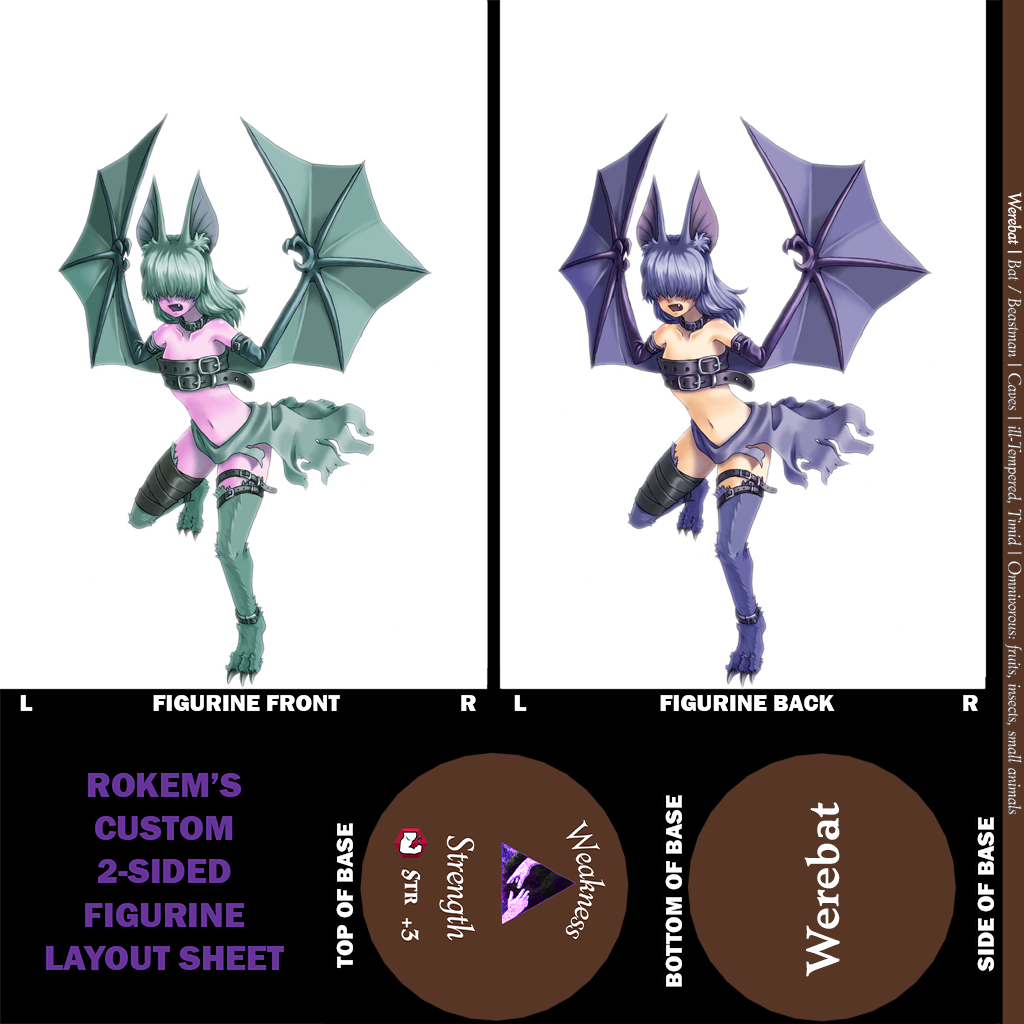 L FIGURINE FRONT R
L FIGURINE BACK R
ROKEM'S
CUSTOM
2-SIDED
FIGURINE
LAYOUT SHEET
TOP OF BASE
Weakness
Strength
STR +3
BOTTOM OF BASE
Werebat
SIDE OF BASE
Werebat | Bat / Beastman | Caves | ill-Tempered, Timid | Omnivorous: fruits, insects, small animals